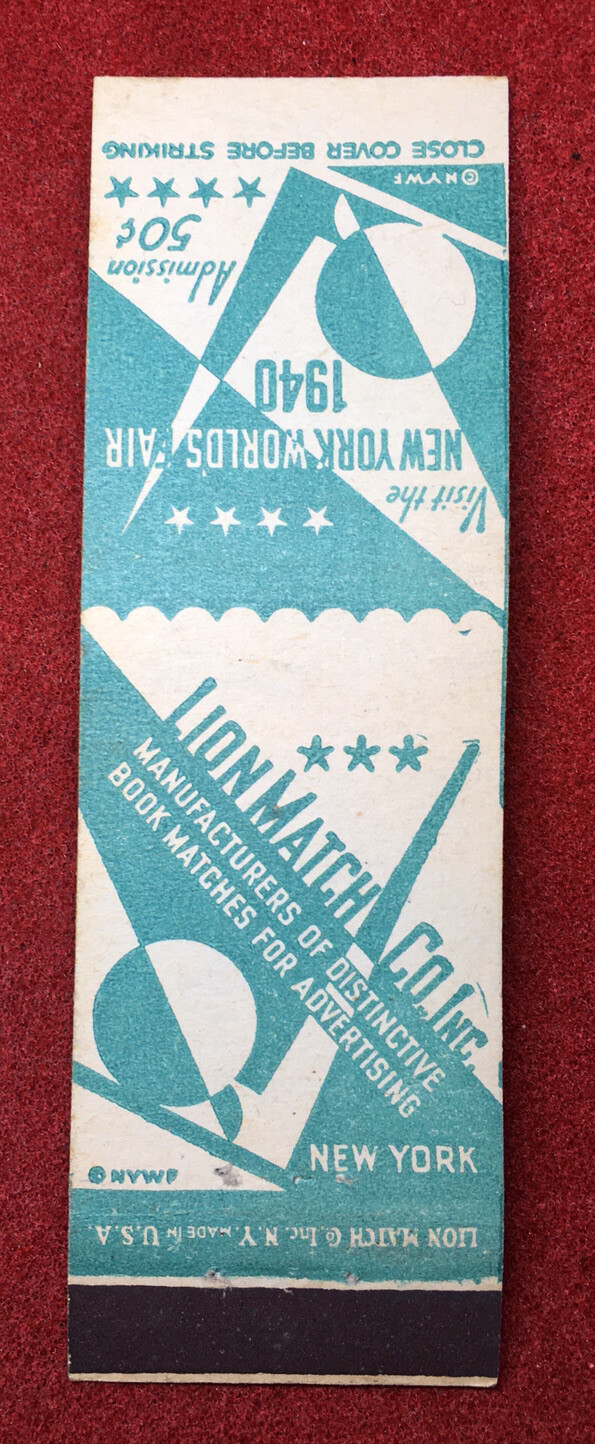 Visit the
NEW YORK WORLD'S FAIR
1940
Admission
50¢
© NYWF
CLOSE COVER BEFORE STRIKING
LION MATCH CO. INC.
MANUFACTURERS OF DISTINCTIVE
BOOK MATCHES FOR ADVERTISING
NEW YORK
© NYWF
LION MATCH Co. Inc. N.Y. MADE IN U.S.A.